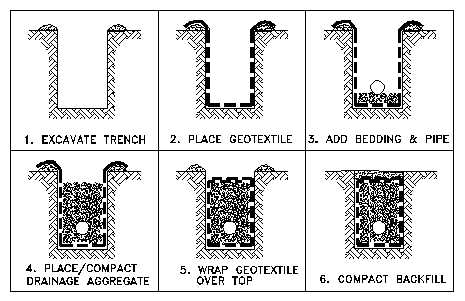 1. EXCAVATE TRENCH
2. PLACE GEOTEXTILE
3. ADD BEDDING & PIPE
4. PLACE/COMPACT
DRAINAGE AGGREGATE
5. WRAP GEOTEXTILE
OVER TOP
6. COMPACT BACKFILL